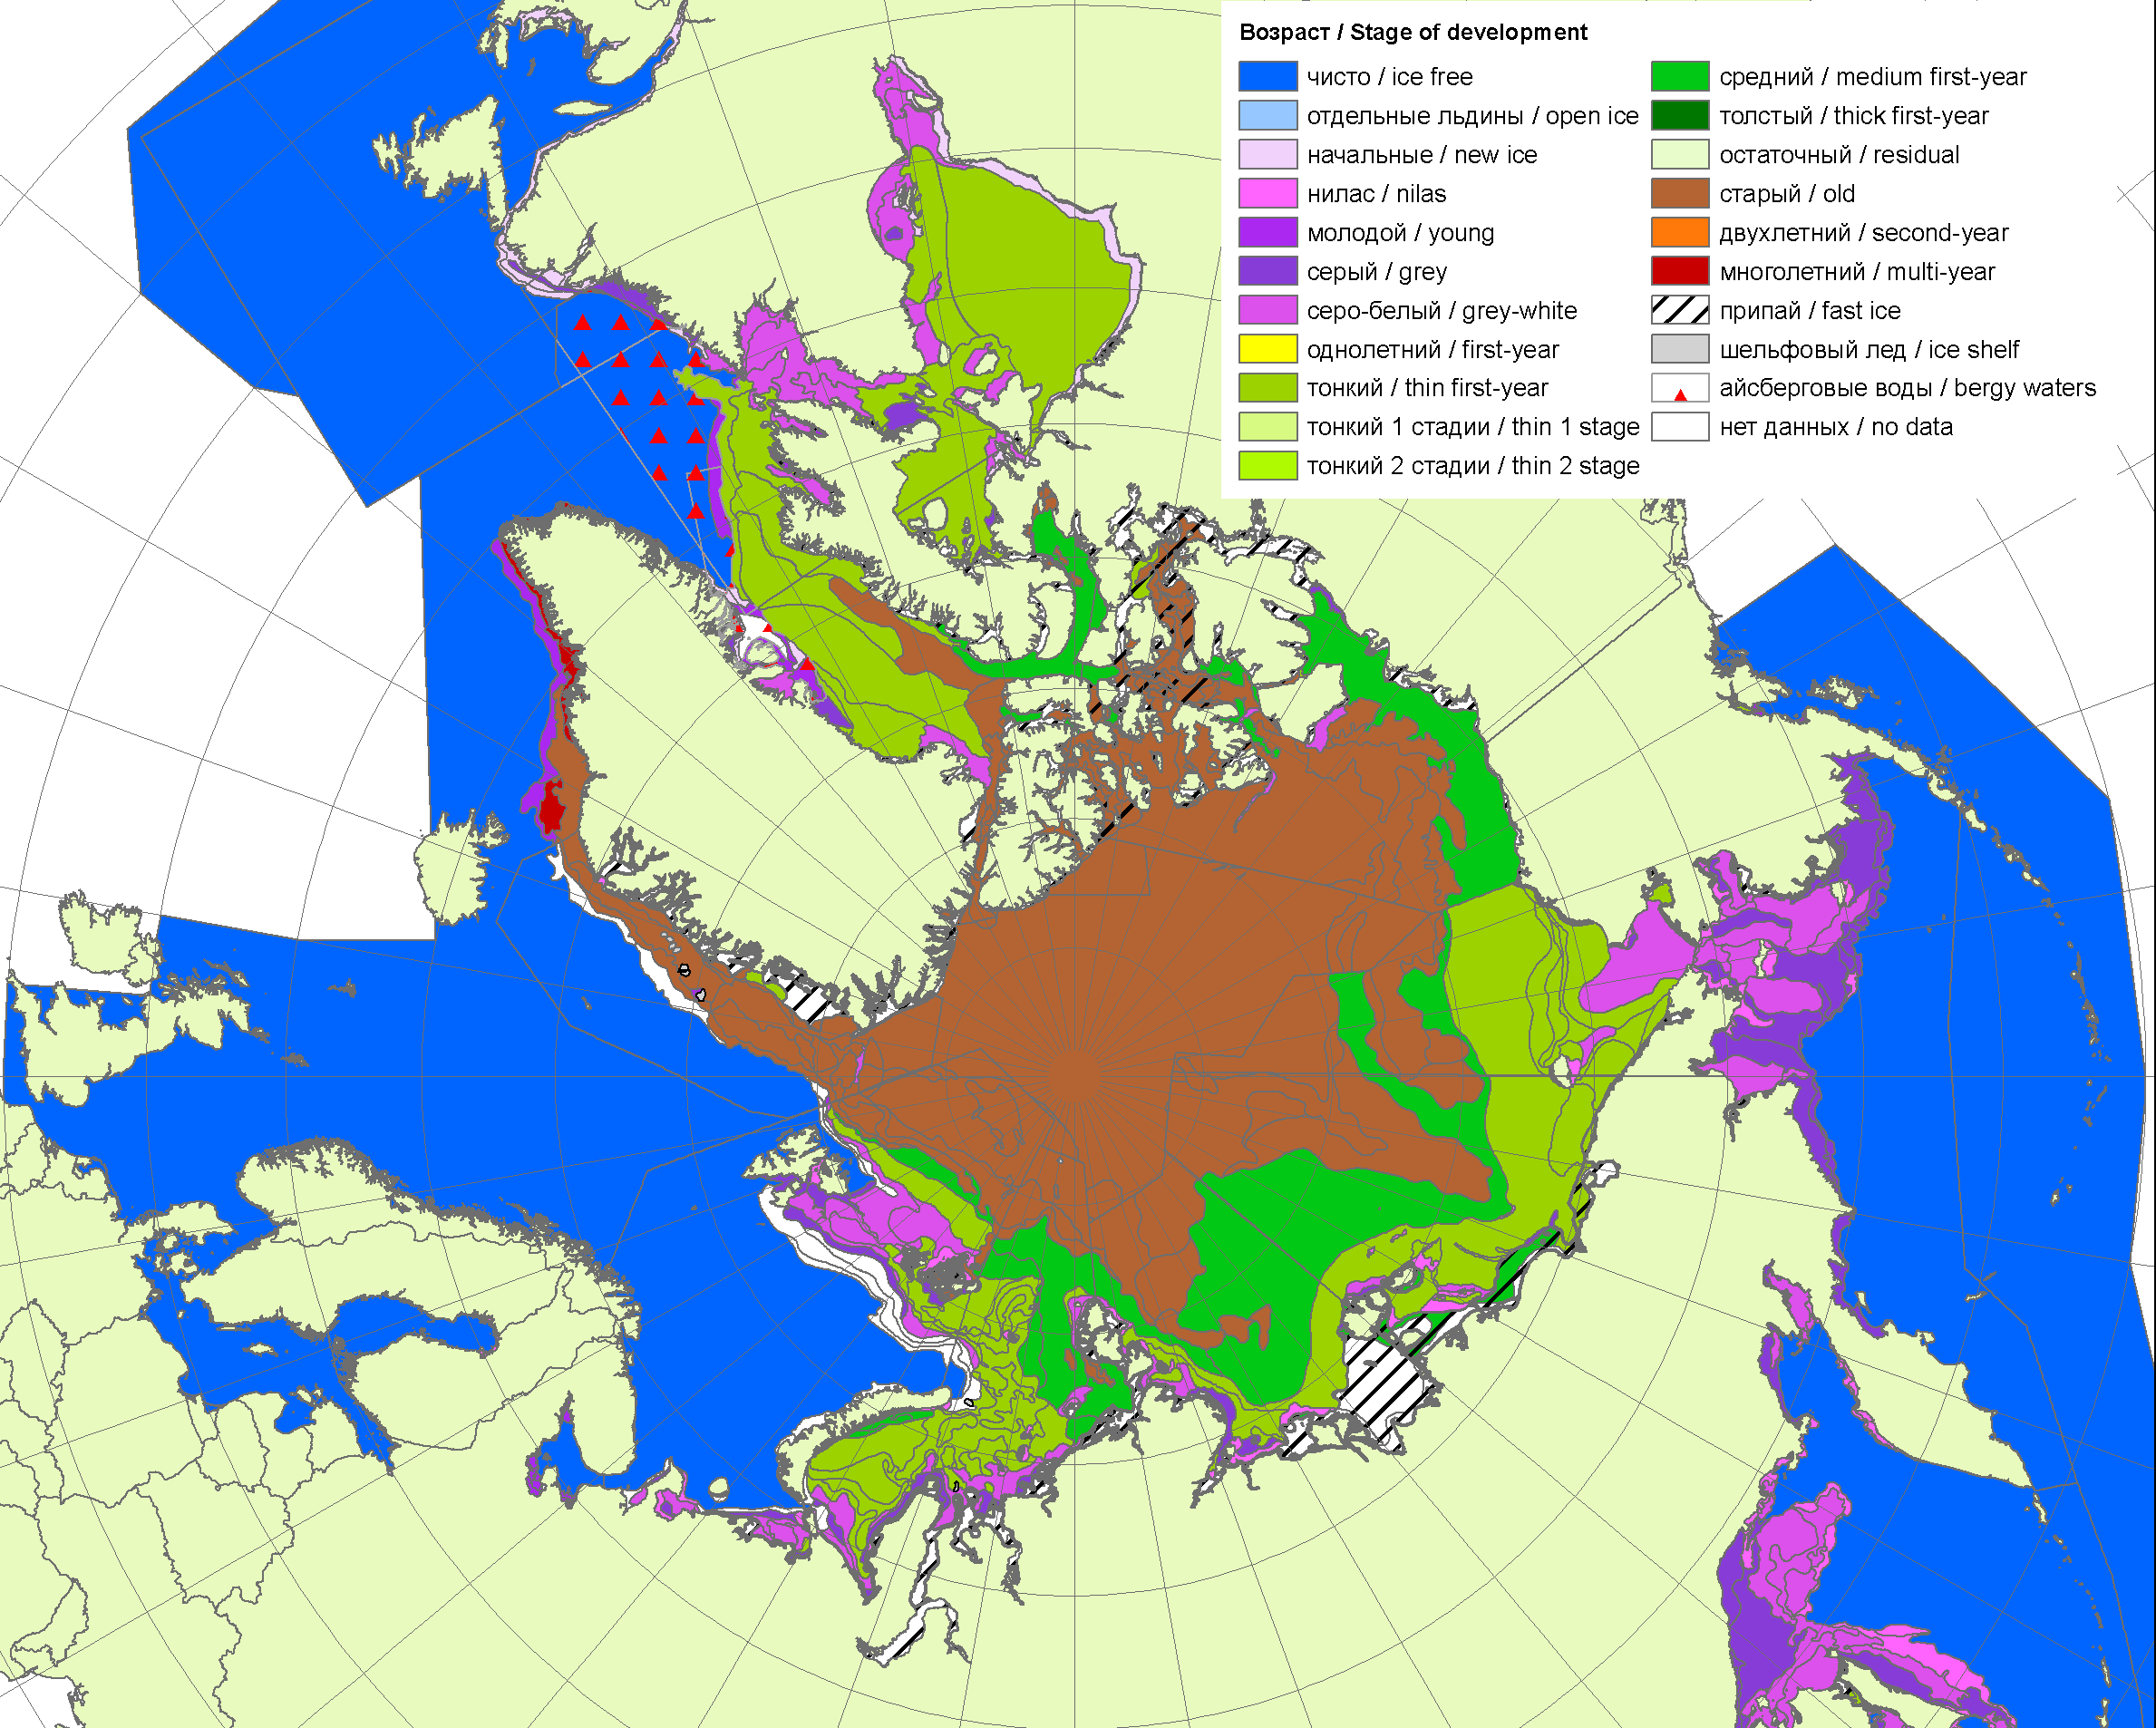 Возраст / Stage of development
чисто / ice free
отдельные льдины / open ice
начальные / new ice
нилас / nilas
молодой / young
серый / grey
серо-белый / grey-white
однолетний / first-year
тонкий / thin first-year
тонкий 1 стадии / thin 1 stage
тонкий 2 стадии / thin 2 stage
средний / medium first-year
толстый / thick first-year
остаточный / residual
старый / old
двухлетний / second-year
многолетний / multi-year
припай / fast ice
шельфовый лед / ice shelf
айсберговые воды / bergy waters
нет данных / no data